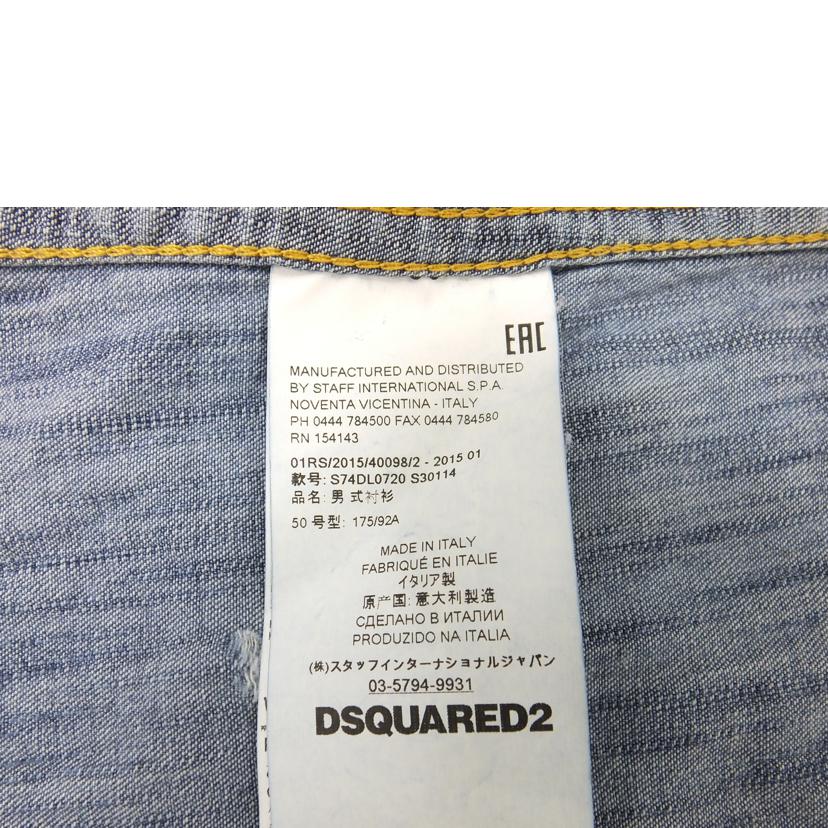 EAC
MANUFACTURED AND DISTRIBUTED
BY STAFF INTERNATIONAL S.P.A.
NOVENTA VICENTINA - ITALY
PH 0444 784500 FAX 0444 784580
RN 154143
01RS/2015/40098/2 - 2015 01
款号: S74DL0720 S30114
品名: 男式衬衫
50 号型: 175/92A
MADE IN ITALY
FABRIQUÉ EN ITALIE
イタリア製
原产国: 意大利製造
СДЕЛАНО В ИТАЛИИ
PRODUZIDO NA ITALIA
(株)スタッフインターナショナルジャパン
03-5794-9931
DSQUARED2